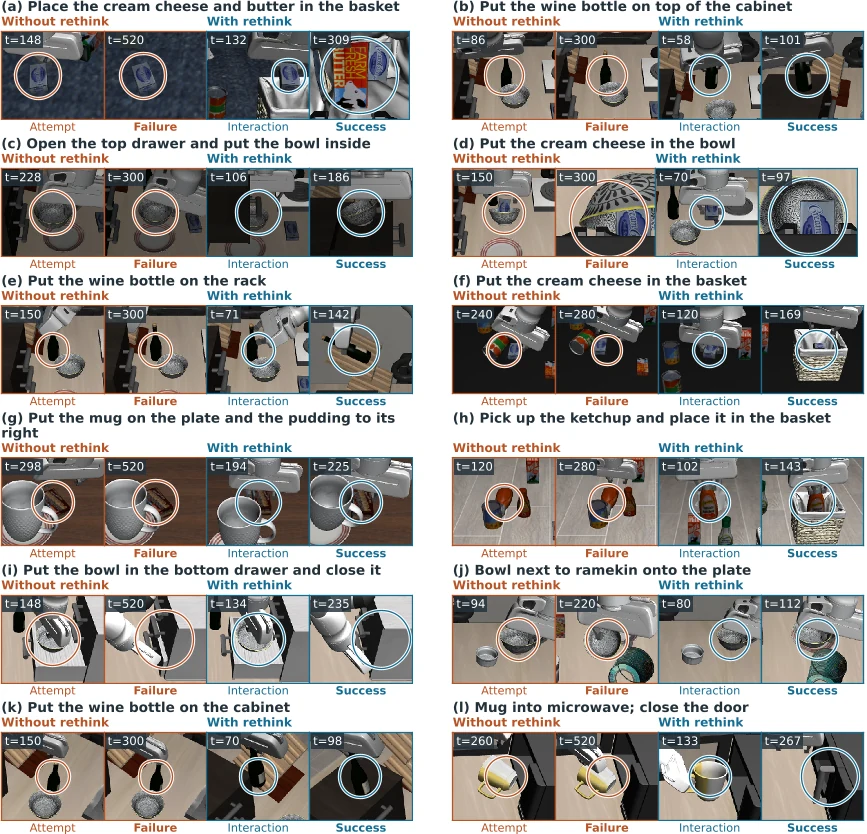 (a) Place the cream cheese and butter in the basket
Without rethink With rethink
t=148 t=520 t=132 t=309
BUTTER
Attempt Failure Interaction Success
(b) Put the wine bottle on top of the cabinet
Without rethink With rethink
t=86 t=300 t=58 t=101
Attempt Failure Interaction Success
(c) Open the top drawer and put the bowl inside
Without rethink With rethink
t=228 t=300 t=106 t=186
Attempt Failure Interaction Success
(d) Put the cream cheese in the bowl
Without rethink With rethink
t=150 t=300 t=70 t=97
Attempt Failure Interaction Success
(e) Put the wine bottle on the rack
Without rethink With rethink
t=150 t=300 t=71 t=142
Attempt Failure Interaction Success
(f) Put the cream cheese in the basket
Without rethink With rethink
t=240 t=280 t=120 t=169
Attempt Failure Interaction Success
(g) Put the mug on the plate and the pudding to its
right
Without rethink With rethink
t=298 t=520 t=194 t=225
Attempt Failure Interaction Success
(h) Pick up the ketchup and place it in the basket
Without rethink With rethink
t=120 t=280 t=102 t=143
Attempt Failure Interaction Success
(i) Put the bowl in the bottom drawer and close it
Without rethink With rethink
t=148 t=520 t=134 t=235
Attempt Failure Interaction Success
(j) Bowl next to ramekin onto the plate
Without rethink With rethink
t=94 t=220 t=80 t=112
Attempt Failure Interaction Success
(k) Put the wine bottle on the cabinet
Without rethink With rethink
t=150 t=300 t=70 t=98
Attempt Failure Interaction Success
(l) Mug into microwave; close the door
Without rethink With rethink
t=260 t=520 t=133 t=267
Attempt Failure Interaction Success